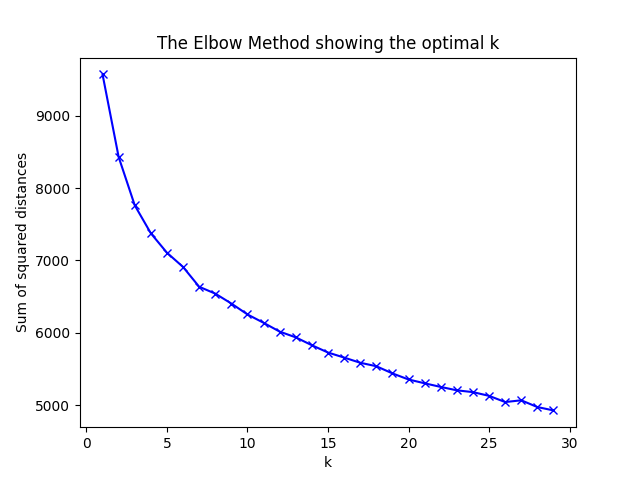 The Elbow Method showing the optimal k
Sum of squared distances
9000
8000
7000
6000
5000
0 5 10 15 20 25 30
k